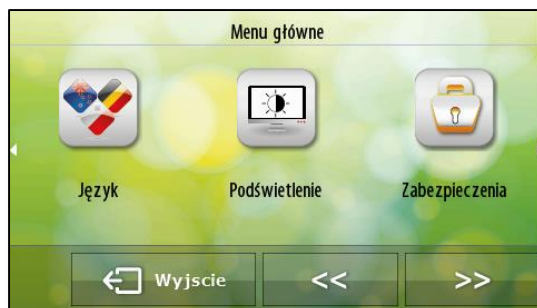 Menu główne
Język
Podświetlenie
Zabezpieczenia
Wyjscie
<<
>>